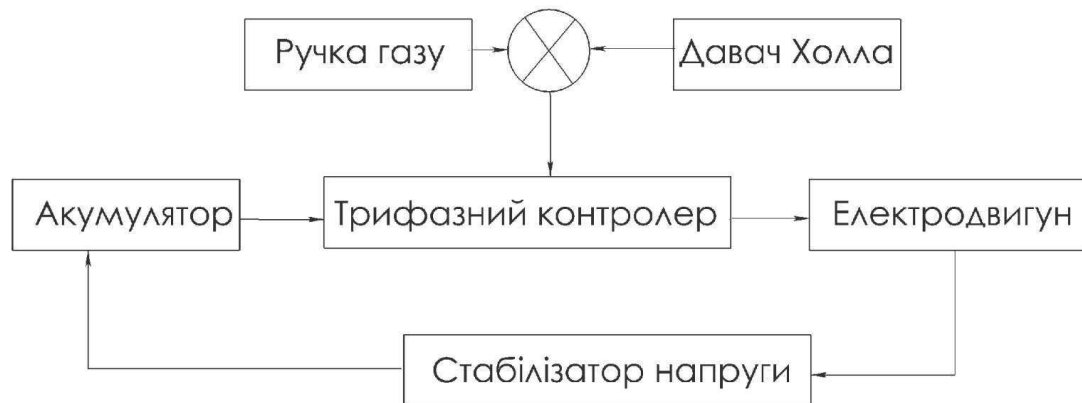 Ручка газу
Давач Холла
Акумулятор
Трифазний контролер
Електродвигун
Стабілізатор напруги